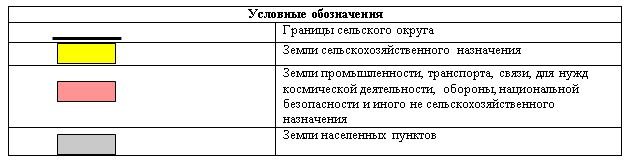 Условные обозначения
Границы сельского округа
Земли сельскохозяйственного назначения
Земли промышленности, транспорта, связи, для нужд
космической деятельности, обороны, национальной
безопасности и иного не сельскохозяйственного
назначения
Земли населенных пунктов